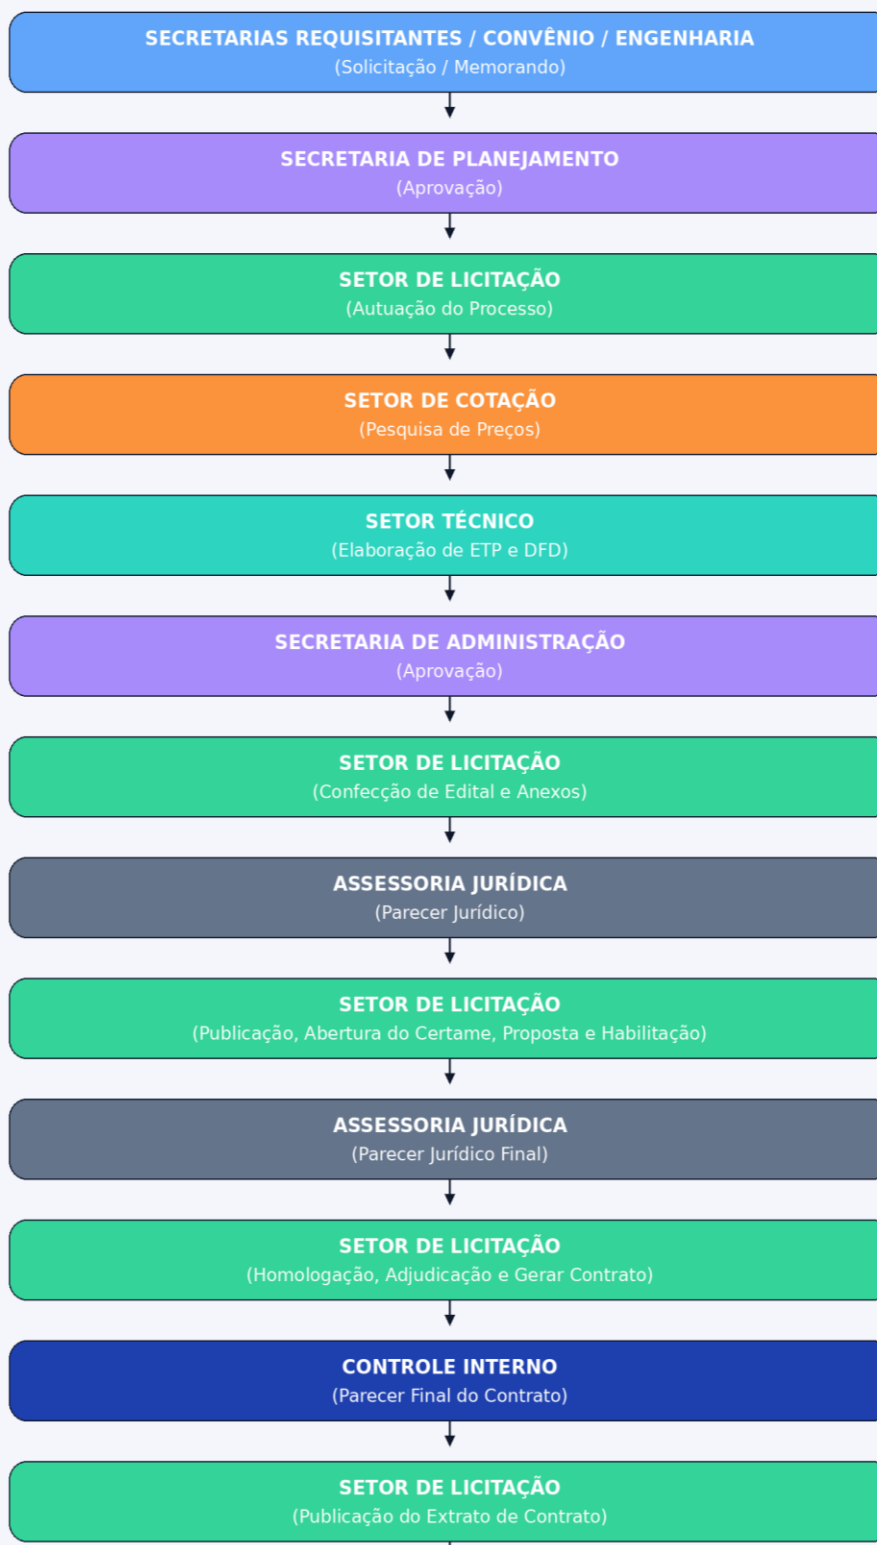 SECRETARIAS REQUISITANTES / CONVÊNIO / ENGENHARIA
(Solicitação / Memorando)
SECRETARIA DE PLANEJAMENTO
(Aprovação)
SETOR DE LICITAÇÃO
(Autuação do Processo)
SETOR DE COTAÇÃO
(Pesquisa de Preços)
SETOR TÉCNICO
(Elaboração de ETP e DFD)
SECRETARIA DE ADMINISTRAÇÃO
(Aprovação)
SETOR DE LICITAÇÃO
(Confecção de Edital e Anexos)
ASSESSORIA JURÍDICA
(Parecer Jurídico)
SETOR DE LICITAÇÃO
(Publicação, Abertura do Certame, Proposta e Habilitação)
ASSESSORIA JURÍDICA
(Parecer Jurídico Final)
SETOR DE LICITAÇÃO
(Homologação, Adjudicação e Gerar Contrato)
CONTROLE INTERNO
(Parecer Final do Contrato)
SETOR DE LICITAÇÃO
(Publicação do Extrato de Contrato)